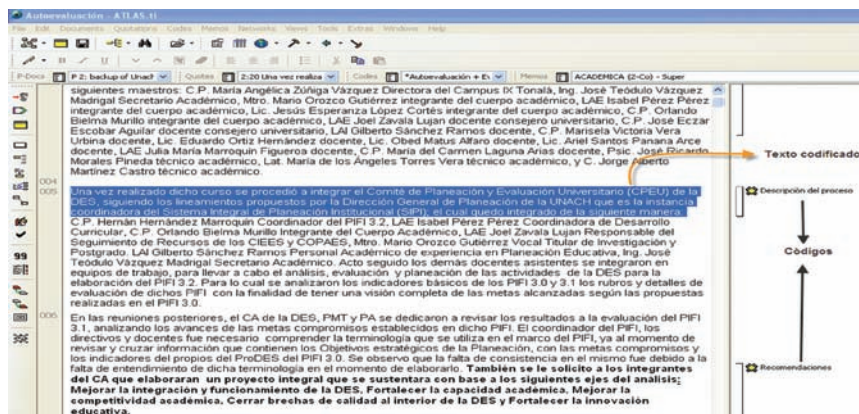 Autoevaluación - ATLAS.ti
File Edit Documents Quotations Codes Memos Networks Views Tools Extras Windows Help
P-Docs P 2: backup of Unach Quotes 2:20 Una vez realiza Codes *Autoevaluación + Ev Memos ACADEMICA {2-Co} - Super
siguientes maestros: C.P. María Angélica Zúñiga Vázquez Directora del Campus IX Tonalá, Ing. José Teódulo Vázquez
Madrigal Secretario Académico, Mtro. Mario Orozco Gutiérrez integrante del cuerpo académico, LAE Isabel Pérez Pérez
integrante del cuerpo académico, Lic. Jesús Esperanza López Cortés integrante del cuerpo académico, C.P. Orlando
Bielma Murillo integrante del cuerpo académico, LAE Joel Zavala Lujan docente consejero universitario, C.P. José Eczar
Escobar Aguilar docente consejero universitario, LAI Gilberto Sánchez Ramos docente, C.P. Marisela Victoria Vera
Urbina docente, Lic. Eduardo Ortiz Hernández docente, Lic. Obed Matus Alfaro docente, Lic. Ariel Santos Panana Arce
docente, LAE Julia María Marroquín Figueroa docente, C.P. María del Carmen Laguna Arias docente, Psic. José Ricardo
Morales Pineda técnico académico, Lat. María de los Ángeles Torres Vera técnico académico, y C. Jorge Alberto
Martínez Castro técnico académico.
Texto codificado
004
005 Una vez realizado dicho curso se procedió a integrar el Comité de Planeación y Evaluación Universitario (CPEU) de la
DES, siguiendo los lineamientos propuestos por la Dirección General de Planeación de la UNACH que es la instancia
coordinadora del Sistema Integral de Planeación Institucional (SIPI); el cual quedo integrado de la siguiente manera:
C.P. Hernán Hernández Marroquín Coordinador del PIFI 3.2, LAE Isabel Pérez Pérez Coordinadora de Desarrollo
Curricular, C.P. Orlando Bielma Murillo Integrante del Cuerpo Académico, LAE Joel Zavala Lujan Responsable del
Seguimiento de Recursos de los CIEES y COPAES, Mtro. Mario Orozco Gutiérrez Vocal Titular de Investigación y
Postgrado. LAI Gilberto Sánchez Ramos Personal Académico de experiencia en Planeación Educativa, Ing. José
Teódulo Vázquez Madrigal Secretario Académico. Acto seguido los demás docentes asistentes se integraron en
equipos de trabajo, para llevar a cabo el análisis, evaluación y planeación de las actividades de la DES para la
elaboración del PIFI 3.2. Para lo cual se analizaron los indicadores básicos de los PIFI 3.0 y 3.1 los rubros y detalles de
evaluación de dichos PIFI con la finalidad de tener una visión completa de las metas alcanzadas según las propuestas
realizadas en el PIFI 3.0.
Descripción del proceso
Códigos
006 En las reuniones posteriores, el CA de la DES, PMT y PA se dedicaron a revisar los resultados a la evaluación del PIFI
3.1, analizando los avances de las metas compromisos establecidos en dicho PIFI. El coordinador del PIFI, los
directivos y docentes fue necesario comprender la terminología que se utiliza en el marco del PIFI, ya al momento de
revisar y cruzar información que contienen los Objetivos estratégicos de la Planeación, con las metas compromisos y
los indicadores del propios del ProDES del PIFI 3.0. Se observo que la falta de consistencia en el mismo fue debido a la
falta de entendimiento de dicha terminología en el momento de elaborarlo. También se le solicito a los integrantes
del CA que elaboraran un proyecto integral que se sustentara con base a los siguientes ejes del análisis:
Mejorar la integración y funcionamiento de la DES, Fortalecer la capacidad académica, Mejorar la
competitividad académica, Cerrar brechas de calidad al interior de la DES y Fortalecer la innovación
educativa.
Recomendaciones